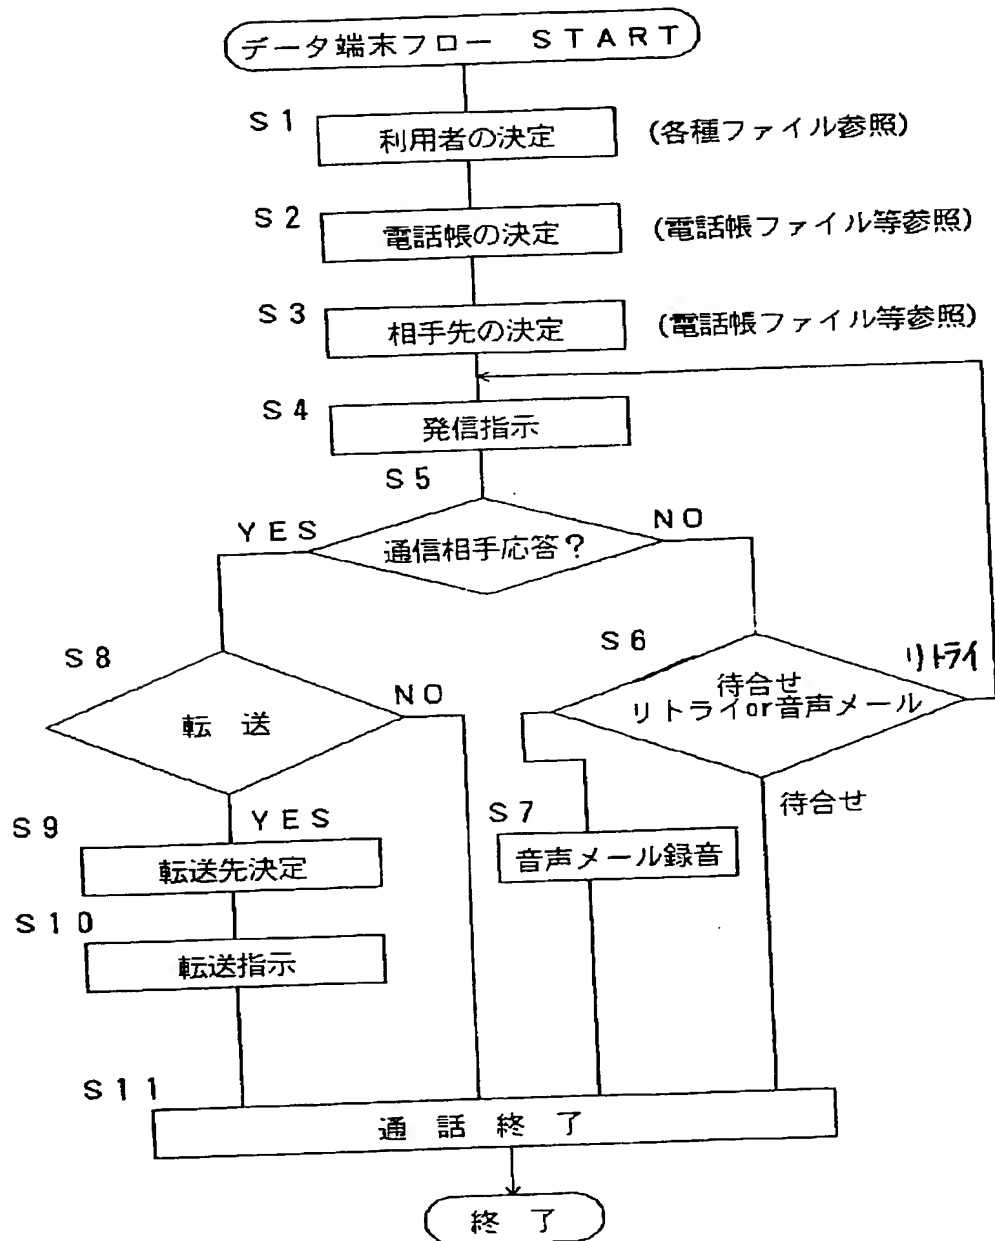 データ端末フロー START
S1
利用者の決定
(各種ファイル参照)
S2
電話帳の決定
(電話帳ファイル等参照)
S3
相手先の決定
(電話帳ファイル等参照)
S4
発信指示
S5
YES
通信相手応答?
NO
S6
待合せ
リトライor音声メール
リトライ
待合せ
S7
音声メール録音
S8
転送
NO
YES
S9
転送先決定
S10
転送指示
S11
通話終了
終了